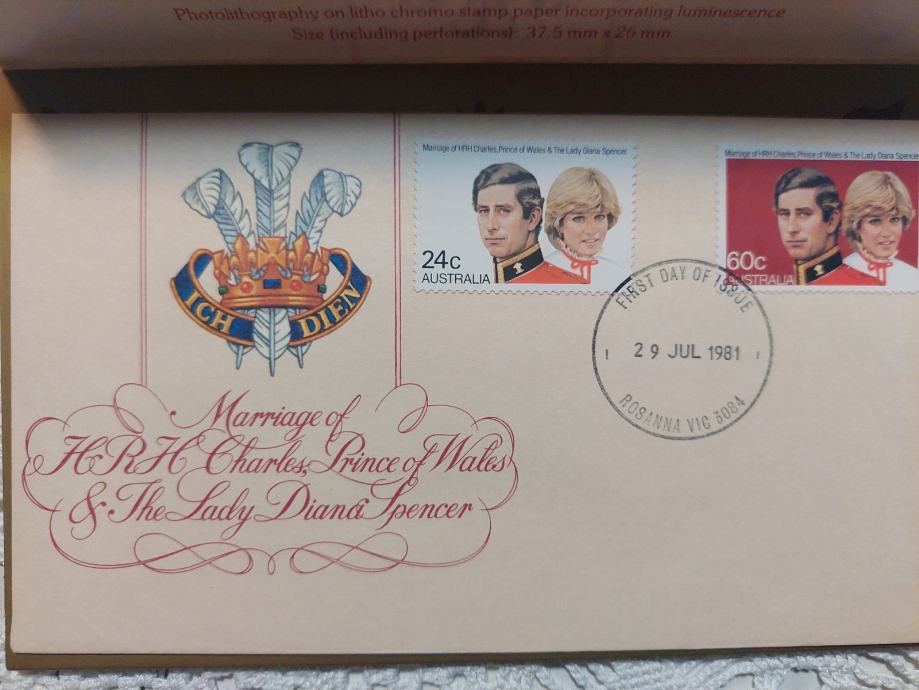 Photolithography on litho chromo stamp paper incorporating luminescence
Size (including perforations): 37.5 mm x 26 mm
ICH DIEN
Marriage of HRH Charles, Prince of Wales & The Lady Diana Spencer
24c
AUSTRALIA
Marriage of HRH Charles, Prince of Wales & The Lady Diana Spencer
60c
AUSTRALIA
FIRST DAY OF ISSUE
29 JUL 1981
ROSANNA VIC 3084
Marriage of
H.R.H Charles, Prince of Wales
& The Lady Diana Spencer